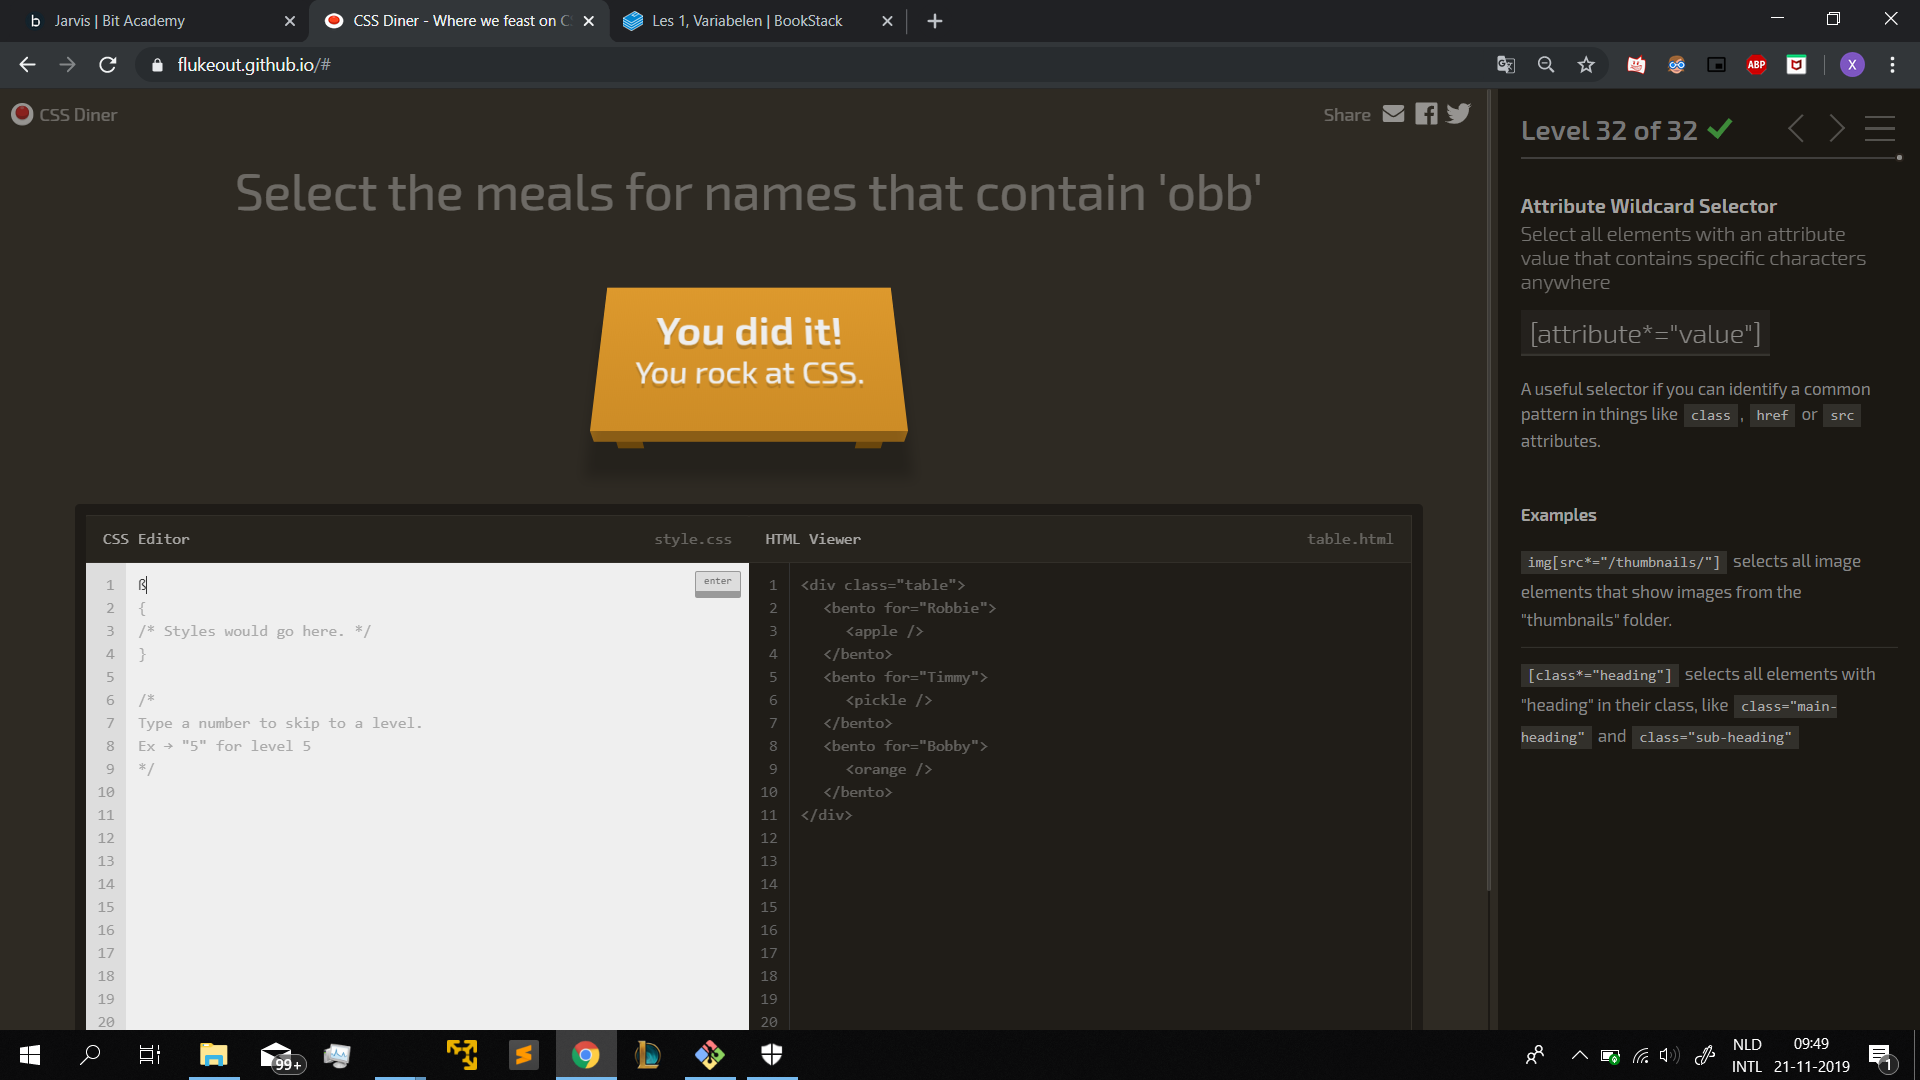 Jarvis | Bit Academy
CSS Diner - Where we feast on C
Les 1, Variabelen | BookStack
flukeout.github.io/#
ABP
X
CSS Diner
Share
Select the meals for names that contain 'obb'
You did it!
You rock at CSS.
CSS Editor
style.css
HTML Viewer
table.html
enter
1 ß
2 {
3 /* Styles would go here. */
4 }
5
6 /*
7 Type a number to skip to a level.
8 Ex → "5" for level 5
9 */
10
11
12
13
14
15
16
17
18
19
20
1 <div class="table">
2 <bento for="Robbie">
3 <apple />
4 </bento>
5 <bento for="Timmy">
6 <pickle />
7 </bento>
8 <bento for="Bobby">
9 <orange />
10 </bento>
11 </div>
12
13
14
15
16
17
18
19
20
Level 32 of 32
Attribute Wildcard Selector
Select all elements with an attribute
value that contains specific characters
anywhere
[attribute*="value"]
A useful selector if you can identify a common
pattern in things like class , href or src
attributes.
Examples
img[src*="/thumbnails/"] selects all image
elements that show images from the
"thumbnails" folder.
[class*="heading"] selects all elements with
"heading" in their class, like class="main-
heading" and class="sub-heading"
99+
NLD
INTL
09:49
21-11-2019
1